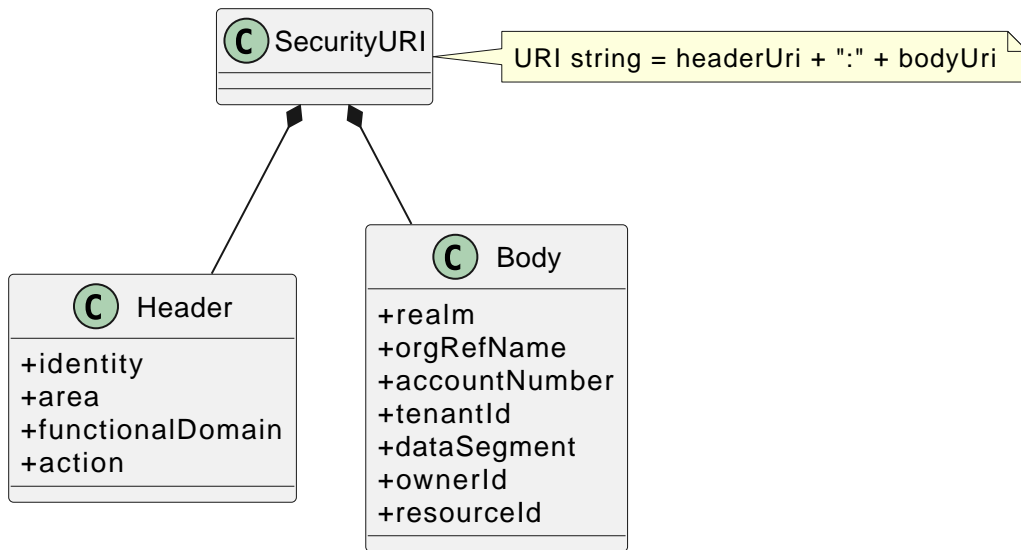 C SecurityURI
URI string = headerUri + ":" + bodyUri
C Header
+identity
+area
+functionalDomain
+action
C Body
+realm
+orgRefName
+accountNumber
+tenantId
+dataSegment
+ownerId
+resourceId